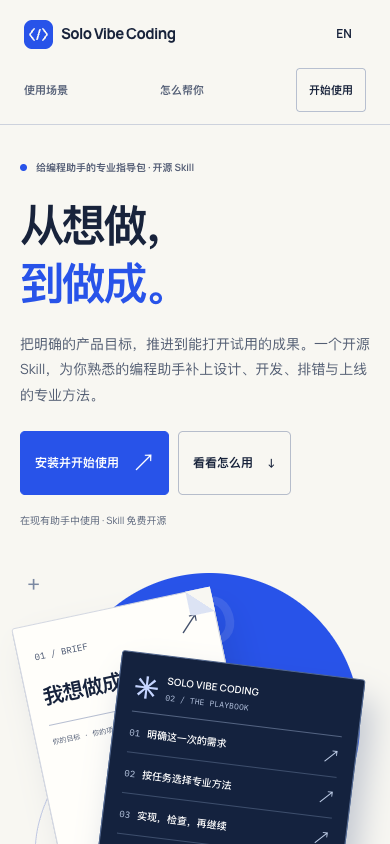 Solo Vibe Coding
EN
使用场景
怎么帮你
开始使用
给编程助手的专业指导包 · 开源 Skill
从想做，
到做成。
把明确的产品目标，推进到能打开试用的成果。一个开源
Skill，为你熟悉的编程助手补上设计、开发、排错与上线
的专业方法。
安装并开始使用
看看怎么用 ↓
在现有助手中使用 · Skill 免费开源
01 / BRIEF
我想做成
你的目标 · 你的
SOLO VIBE CODING
02 / THE PLAYBOOK
01 明确这一次的需求
02 按任务选择专业方法
03 实现，检查，再继续